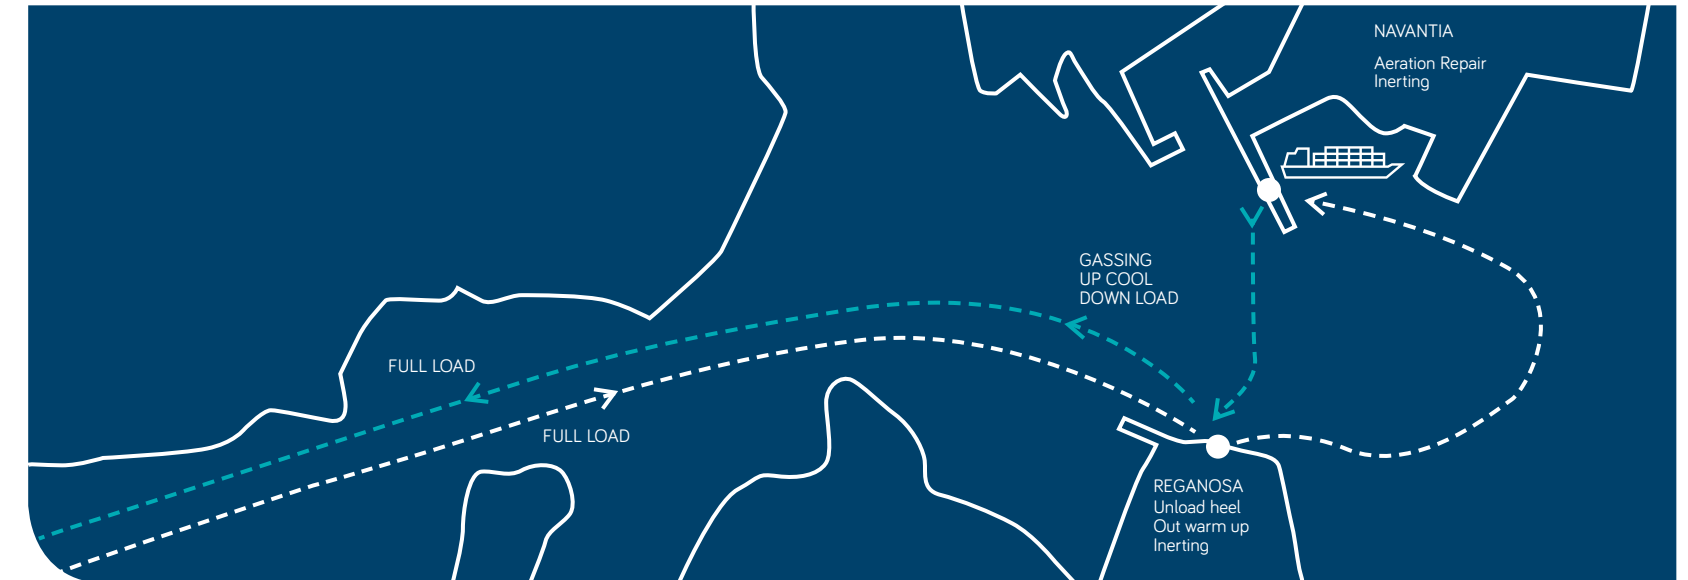 NAVANTIA
Aeration Repair
Inerting
GASSING
UP COOL
DOWN LOAD
FULL LOAD
FULL LOAD
REGANOSA
Unload heel
Out warm up
Inerting